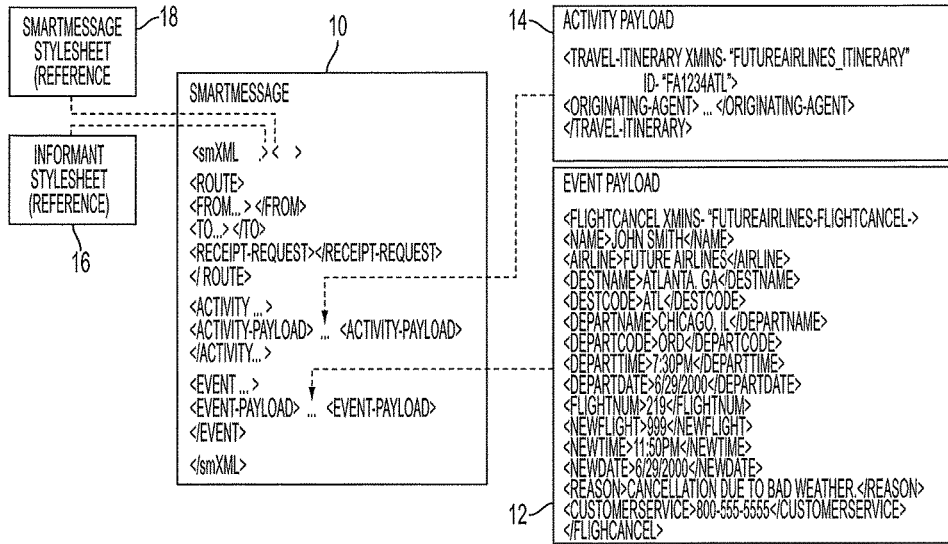 18
SMARTMESSAGE
STYLESHEET
(REFERENCE
INFORMANT
STYLESHEET
(REFERENCE)
16
10
SMARTMESSAGE
<smXML .> < >
<ROUTE>
<FROM...> </FROM>
<TO...> </TO>
<RECEIPT-REQUEST></RECEIPT-REQUEST>
</ ROUTE>
<ACTIVITY ...>
<ACTIVITY-PAYLOAD> ... <ACTIVITY-PAYLOAD>
</ACTIVITY...>
<EVENT ...>
<EVENT-PAYLOAD> ... <EVENT-PAYLOAD>
</EVENT>
</smXML>
14
ACTIVITY PAYLOAD
<TRAVEL-ITINERARY XMINS- “FUTUREAIRLINES_ITINERARY”
ID- “FA1234ATL”>
<ORIGINATING-AGENT> ... </ORIGINATING-AGENT>
</TRAVEL-ITINERARY>
EVENT PAYLOAD
<FLIGHTCANCEL XMINS- “FUTUREAIRLINES-FLIGHTCANCEL->
<NAME>JOHN SMITH</NAME>
<AIRLINE>FUTURE AIRLINES</AIRLINE>
<DESTNAME>ATLANTA. GA</DESTNAME>
<DESTCODE>ATL</DESTCODE>
<DEPARTNAME>CHICAGO. IL</DEPARTNAME>
<DEPARTCODE>ORD</DEPARTCODE>
<DEPARTTIME>7:30PM</DEPARTTIME>
<DEPARTDATE>6/29/2000</DEPARTDATE>
<FLIGHTNUM>219</FLIGHTNUM>
<NEWFLIGHT>999</NEWFLIGHT>
<NEWTIME>11:50PM</NEWTIME>
<NEWDATE>6/29/2000</NEWDATE>
<REASON>CANCELLATION DUE TO BAD WEATHER.</REASON>
<CUSTOMERSERVICE>800-555-5555</CUSTOMERSERVICE>
</FLIGHCANCEL>
12